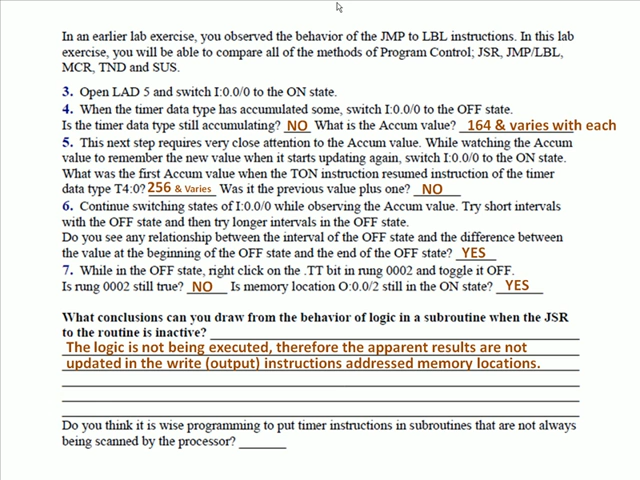 In an earlier lab exercise, you observed the behavior of the JMP to LBL instructions. In this lab
exercise, you will be able to compare all of the methods of Program Control; JSR, JMP/LBL,
MCR, TND and SUS.
3. Open LAD 5 and switch I:0.0/0 to the ON state.
4. When the timer data type has accumulated some, switch I:0.0/0 to the OFF state.
Is the timer data type still accumulating? NO What is the Accum value? 164 & varies with each
5. This next step requires very close attention to the Accum value. While watching the Accum
value to remember the new value when it starts updating again, switch I:0.0/0 to the ON state.
What was the first Accum value when the TON instruction resumed instruction of the timer
data type T4:0? 256 & Varies Was it the previous value plus one? NO
6. Continue switching states of I:0.0/0 while observing the Accum value. Try short intervals
with the OFF state and then try longer intervals in the OFF state.
Do you see any relationship between the interval of the OFF state and the difference between
the value at the beginning of the OFF state and the end of the OFF state? YES
7. While in the OFF state, right click on the .TT bit in rung 0002 and toggle it OFF.
Is rung 0002 still true? NO Is memory location O:0.0/2 still in the ON state? YES
What conclusions can you draw from the behavior of logic in a subroutine when the JSR
to the routine is inactive?
The logic is not being executed, therefore the apparent results are not
updated in the write (output) instructions addressed memory locations.
Do you think it is wise programming to put timer instructions in subroutines that are not always
being scanned by the processor?